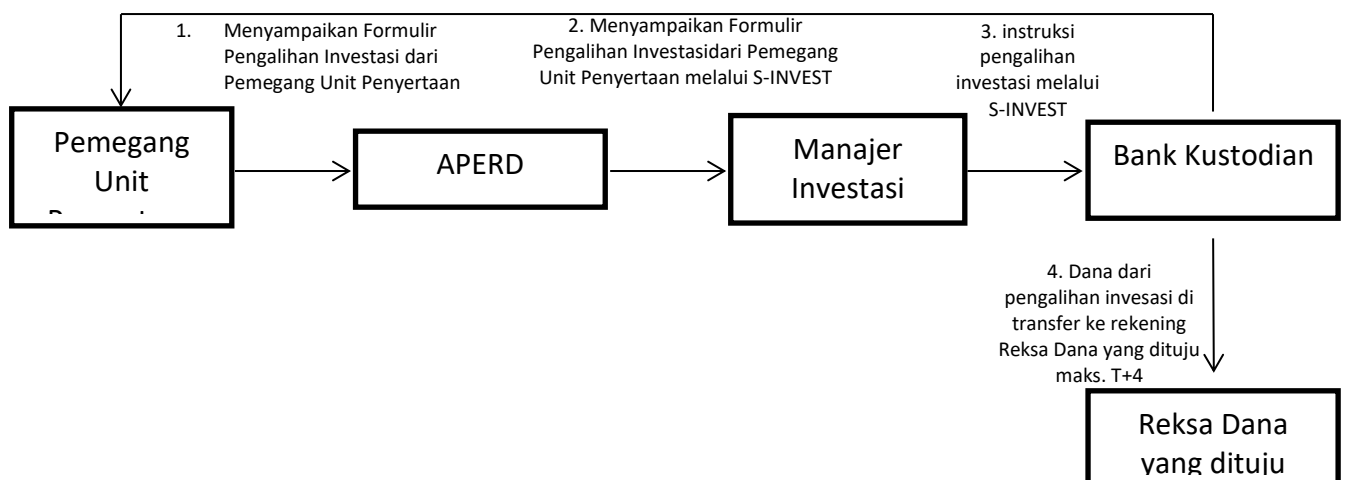 1. Menyampaikan Formulir
Pengalihan Investasi dari
Pemegang Unit Penyertaan
2. Menyampaikan Formulir
Pengalihan Investasidari Pemegang
Unit Penyertaan melalui S-INVEST
3. instruksi
pengalihan
investasi melalui
S-INVEST
Pemegang
Unit
APERD
Manajer
Investasi
Bank Kustodian
4. Dana dari
pengalihan invesasi di
transfer ke rekening
Reksa Dana yang dituju
maks. T+4
Reksa Dana
yang dituju